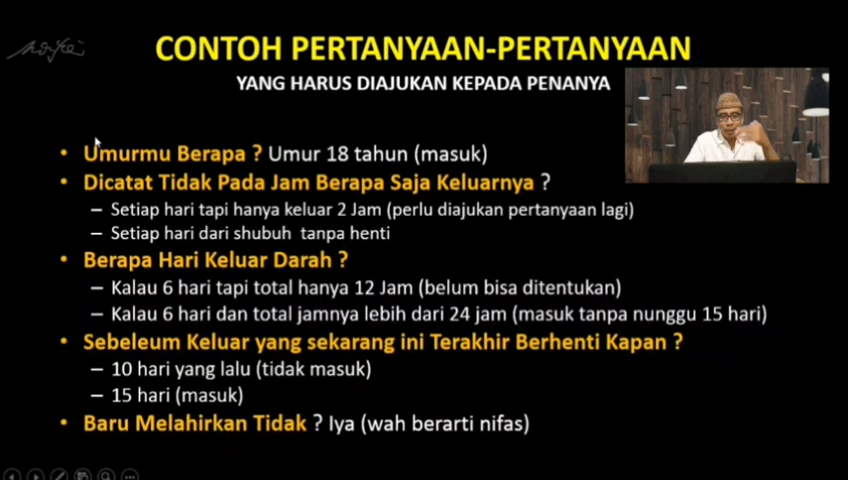 CONTOH PERTANYAAN-PERTANYAAN
YANG HARUS DIAJUKAN KEPADA PENANYA
• Umurmu Berapa ? Umur 18 tahun (masuk)
• Dicatat Tidak Pada Jam Berapa Saja Keluarnya ?
– Setiap hari tapi hanya keluar 2 Jam (perlu diajukan pertanyaan lagi)
– Setiap hari dari shubuh tanpa henti
• Berapa Hari Keluar Darah ?
– Kalau 6 hari tapi total hanya 12 Jam (belum bisa ditentukan)
– Kalau 6 hari dan total jamnya lebih dari 24 jam (masuk tanpa nunggu 15 hari)
• Sebeleum Keluar yang sekarang ini Terakhir Berhenti Kapan ?
– 10 hari yang lalu (tidak masuk)
– 15 hari (masuk)
• Baru Melahirkan Tidak ? Iya (wah berarti nifas)